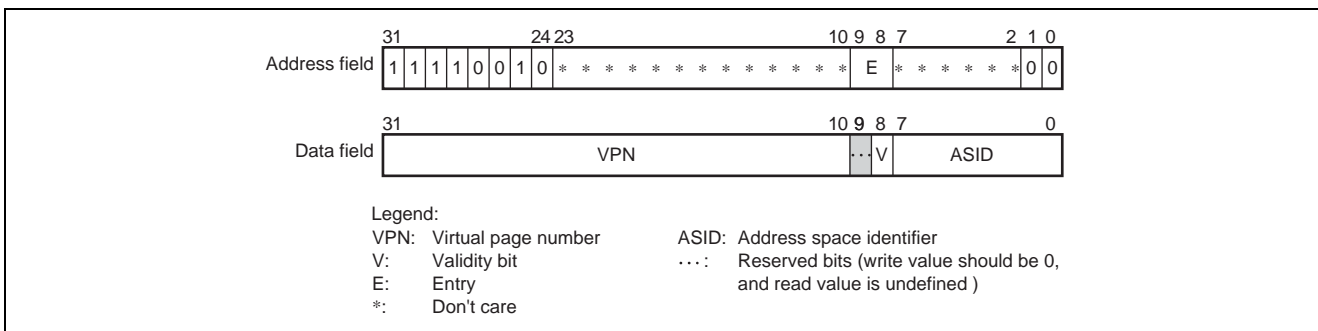 31 24 23 10 9 8 7 2 1 0
Address field 1 1 1 1 0 0 1 0 * * * * * * * * * * * * * E * * * * * * 0 0
31 10 9 8 7 0
Data field VPN ··· V ASID
Legend:
VPN: Virtual page number ASID: Address space identifier
V: Validity bit ···: Reserved bits (write value should be 0,
E: Entry and read value is undefined )
*: Don't care